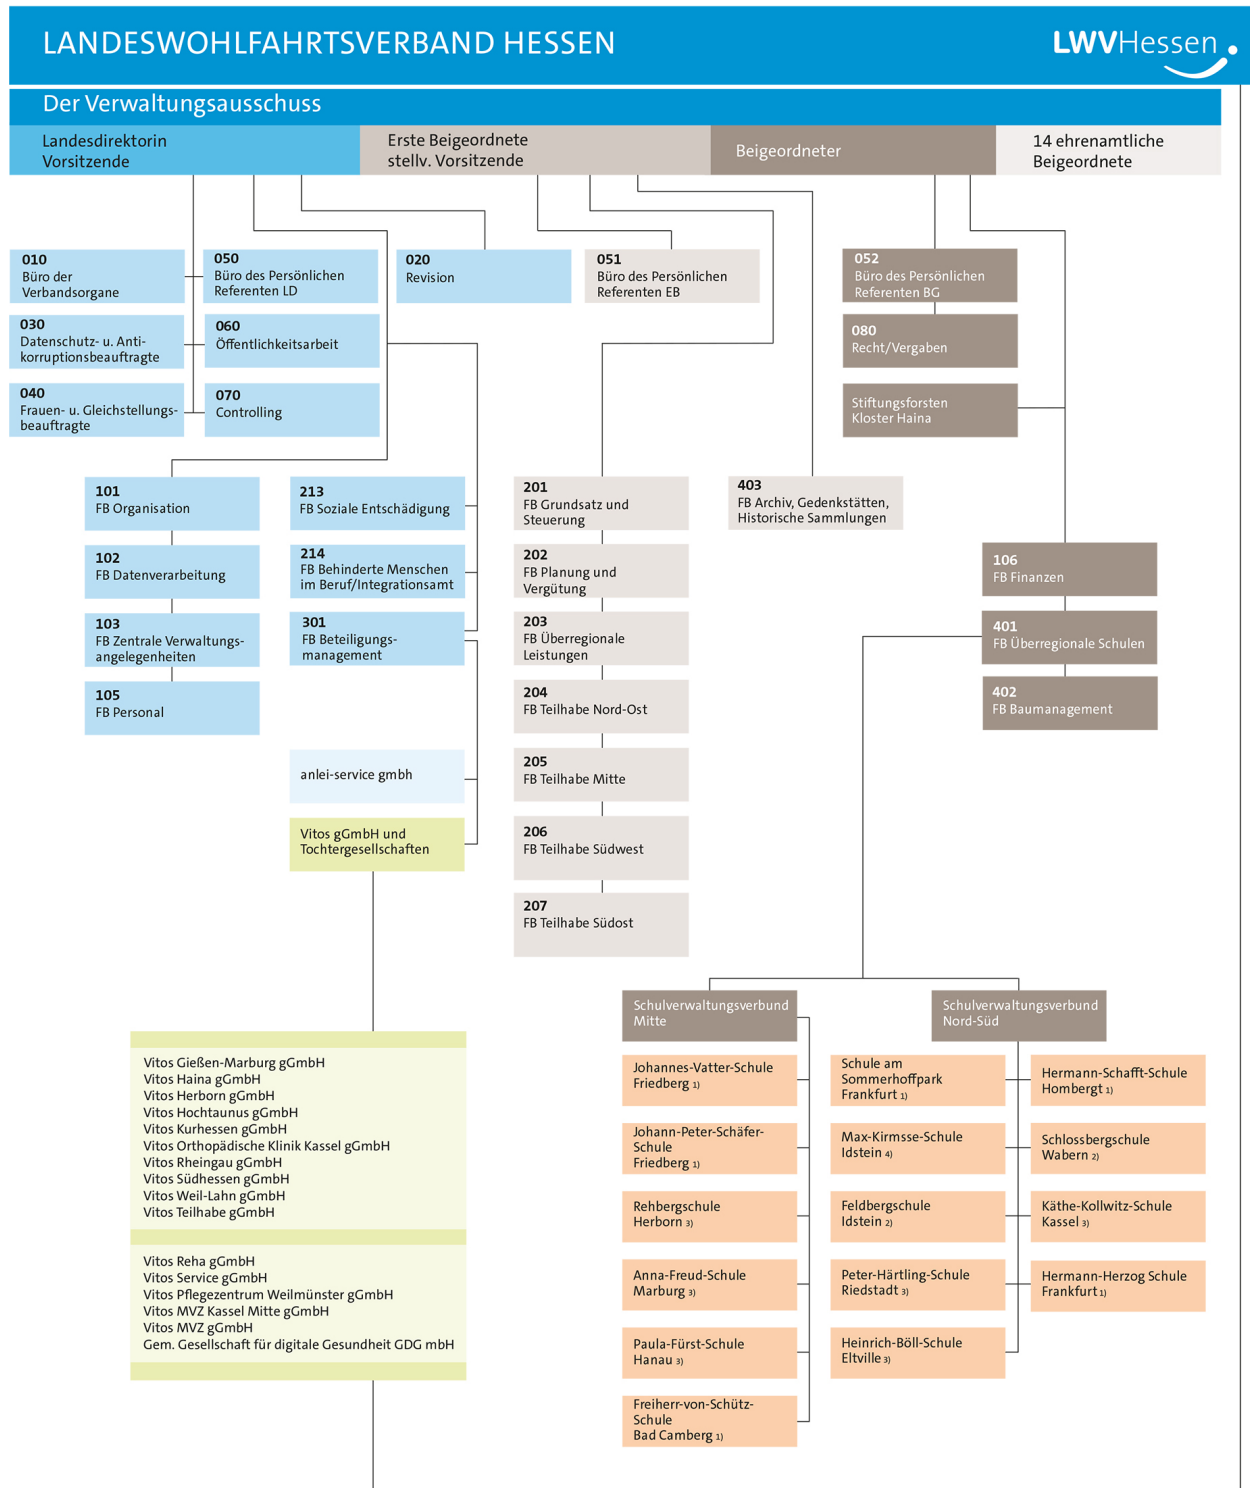 LANDESWOHLFAHRTSVERBAND HESSEN
LWVHessen
Der Verwaltungsausschuss
Landesdirektorin
Vorsitzende
Erste Beigeordnete
stellv. Vorsitzende
Beigeordneter
14 ehrenamtliche
Beigeordnete
010
Büro der
Verbandsorgane
050
Büro des Persönlichen
Referenten LD
020
Revision
051
Büro des Persönlichen
Referenten EB
052
Büro des Persönlichen
Referenten BG
030
Datenschutz- u. Anti-
korruptionsbeauftragte
060
Öffentlichkeitsarbeit
080
Recht/Vergaben
040
Frauen- u. Gleichstellungs-
beauftragte
070
Controlling
Stiftungsforsten
Kloster Haina
101
FB Organisation
213
FB Soziale Entschädigung
201
FB Grundsatz und
Steuerung
403
FB Archiv, Gedenkstätten,
Historische Sammlungen
102
FB Datenverarbeitung
214
FB Behinderte Menschen
im Beruf/Integrationsamt
202
FB Planung und
Vergütung
106
FB Finanzen
103
FB Zentrale Verwaltungs-
angelegenheiten
301
FB Beteiligungs-
management
203
FB Überregionale
Leistungen
401
FB Überregionale Schulen
105
FB Personal
204
FB Teilhabe Nord-Ost
402
FB Baumanagement
anlei-service gmbh
205
FB Teilhabe Mitte
Vitos gGmbH und
Tochtergesellschaften
206
FB Teilhabe Südwest
207
FB Teilhabe Südost
Schulverwaltungsverbund
Mitte
Schulverwaltungsverbund
Nord-Süd
Vitos Gießen-Marburg gGmbH
Vitos Haina gGmbH
Vitos Herborn gGmbH
Vitos Hochtaunus gGmbH
Vitos Kurhessen gGmbH
Vitos Orthopädische Klinik Kassel gGmbH
Vitos Rheingau gGmbH
Vitos Südhessen gGmbH
Vitos Weil-Lahn gGmbH
Vitos Teilhabe gGmbH
Vitos Reha gGmbH
Vitos Service gGmbH
Vitos Pflegezentrum Weilmünster gGmbH
Vitos MVZ Kassel Mitte gGmbH
Vitos MVZ gGmbH
Gem. Gesellschaft für digitale Gesundheit GDG mbH
Johannes-Vatter-Schule
Friedberg 1)
Schule am
Sommerhoffpark
Frankfurt 1)
Hermann-Schafft-Schule
Hombergt 1)
Johann-Peter-Schäfer-
Schule
Friedberg 1)
Max-Kirmsse-Schule
Idstein 4)
Schlossbergschule
Wabern 2)
Rehbergschule
Herborn 3)
Feldbergschule
Idstein 2)
Käthe-Kollwitz-Schule
Kassel 3)
Anna-Freud-Schule
Marburg 3)
Peter-Härtling-Schule
Riedstadt 3)
Hermann-Herzog Schule
Frankfurt 1)
Paula-Fürst-Schule
Hanau 3)
Heinrich-Böll-Schule
Eltville 3)
Freiherr-von-Schütz-
Schule
Bad Camberg 1)